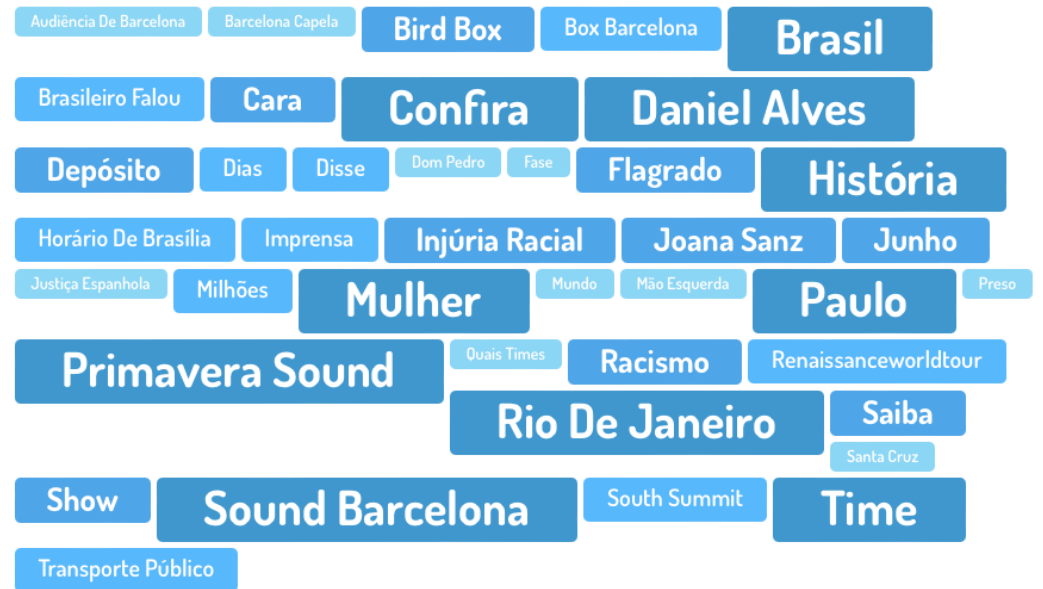 Audiência De Barcelona Barcelona Capela Bird Box Box Barcelona Brasil
Brasileiro Falou Cara Confira Daniel Alves
Depósito Dias Disse Dom Pedro Fase Flagrado História
Horário De Brasília Imprensa Injúria Racial Joana Sanz Junho
Justiça Espanhola Milhões Mulher Mundo Mão Esquerda Paulo Preso
Primavera Sound Quais Times Racismo Renaissanceworldtour
Rio De Janeiro Saiba
Santa Cruz
Show Sound Barcelona South Summit Time
Transporte Público